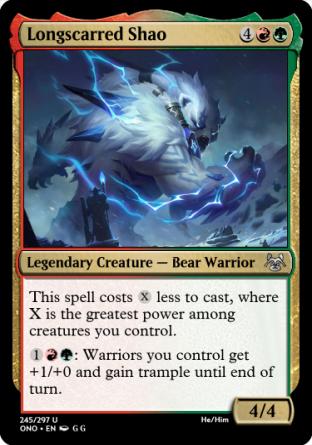 Longscarred Shao 4
Legendary Creature — Bear Warrior
This spell costs X less to cast, where
X is the greatest power among
creatures you control.
1: Warriors you control get
+1/+0 and gain trample until end of
turn.
4/4
245/297 U He/Him
ONO • EN G G